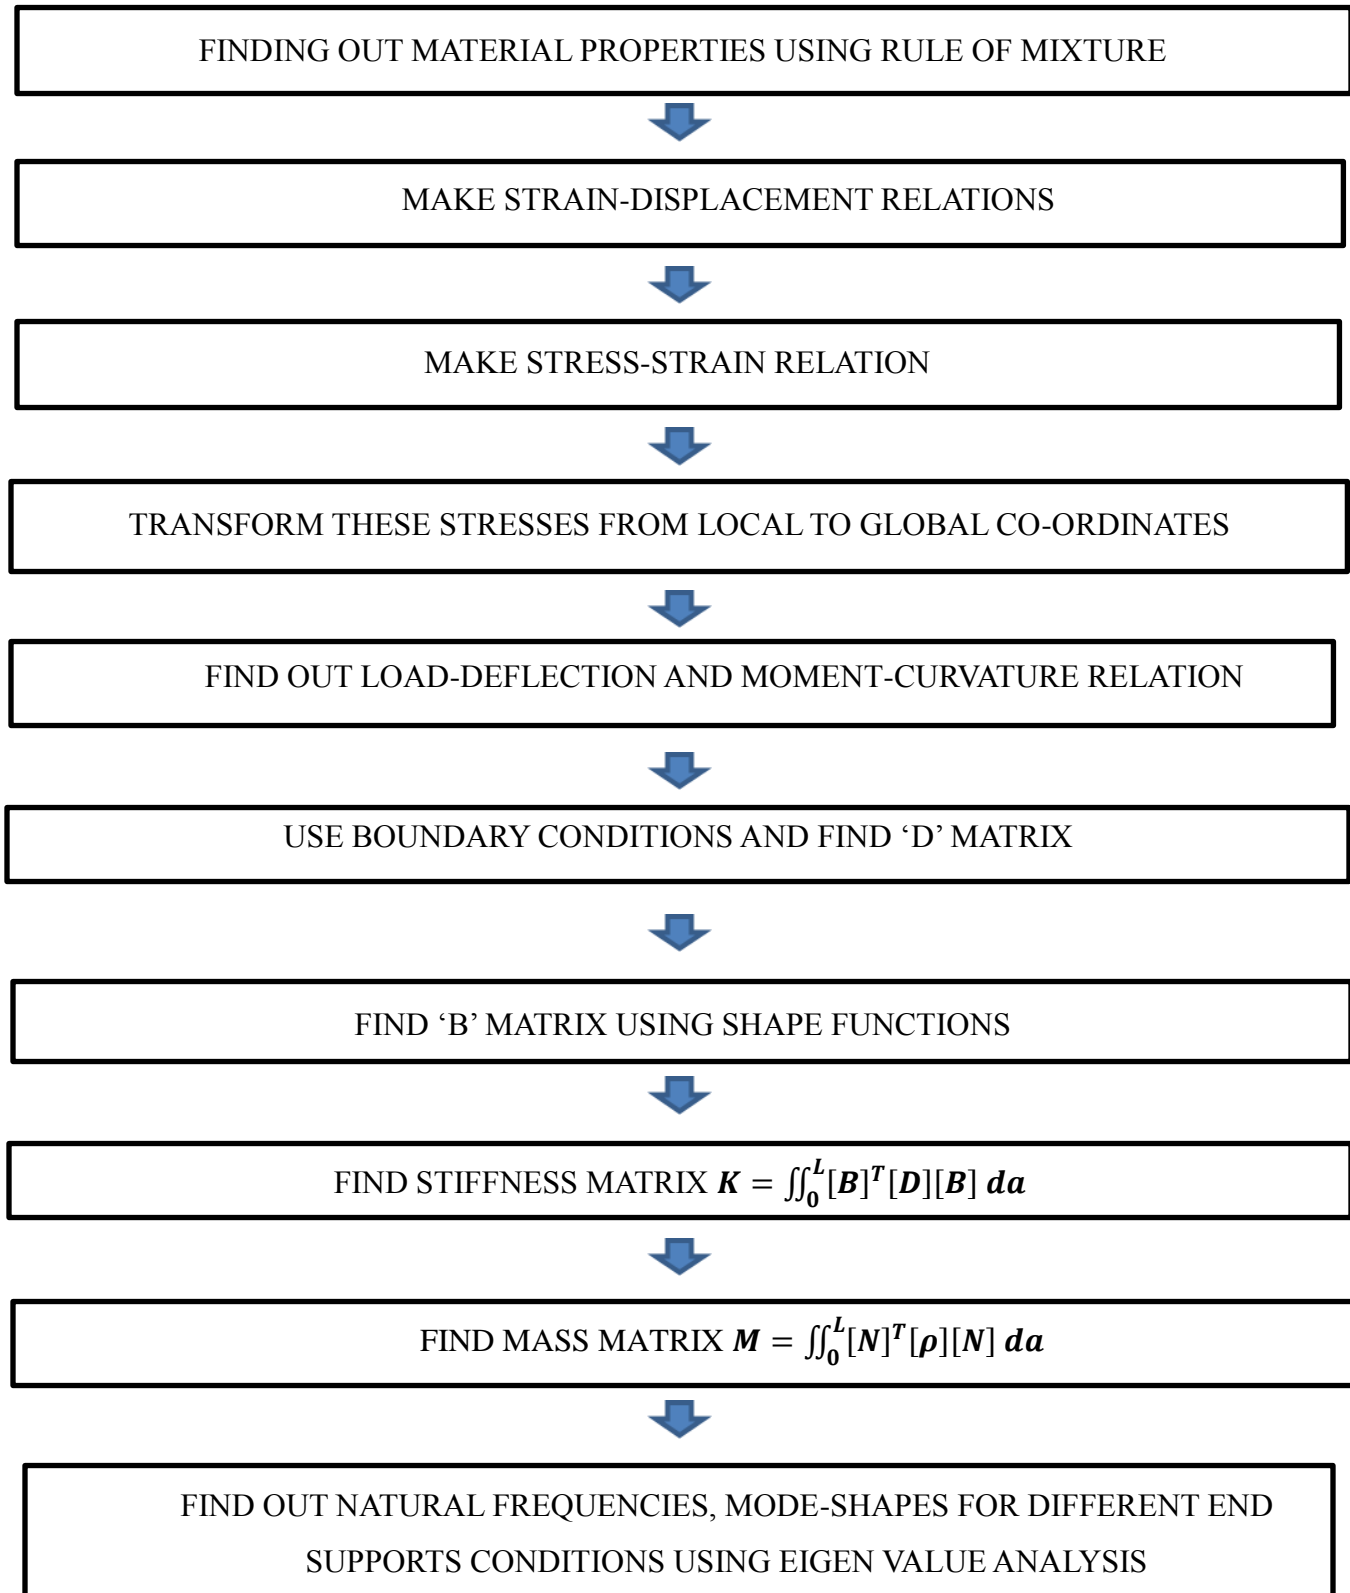 FINDING OUT MATERIAL PROPERTIES USING RULE OF MIXTURE
MAKE STRAIN-DISPLACEMENT RELATIONS
MAKE STRESS-STRAIN RELATION
TRANSFORM THESE STRESSES FROM LOCAL TO GLOBAL CO-ORDINATES
FIND OUT LOAD-DEFLECTION AND MOMENT-CURVATURE RELATION
USE BOUNDARY CONDITIONS AND FIND ‘D’ MATRIX
FIND ‘B’ MATRIX USING SHAPE FUNCTIONS
FIND STIFFNESS MATRIX K = ∬₀ᴸ[B]ᵀ[D][B] da
FIND MASS MATRIX M = ∬₀ᴸ[N]ᵀ[ρ][N] da
FIND OUT NATURAL FREQUENCIES, MODE-SHAPES FOR DIFFERENT END
SUPPORTS CONDITIONS USING EIGEN VALUE ANALYSIS